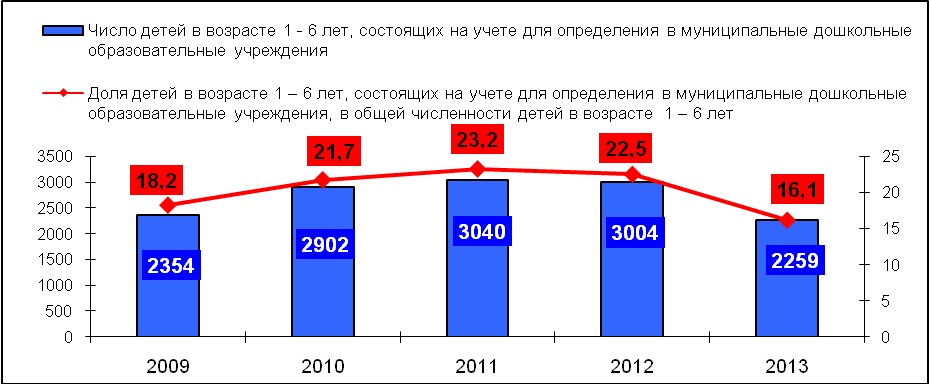 Число детей в возрасте 1 - 6 лет, состоящих на учете для определения в муниципальные дошкольные
образовательные учреждения
Доля детей в возрасте 1 – 6 лет, состоящих на учете для определения в муниципальные дошкольные
образовательные учреждения, в общей численности детей в возрасте 1 – 6 лет
18,2 21,7 23,2 22,5 16,1
2354 2902 3040 3004 2259
3500 25
3000 20
2500
2000 15
1500 10
1000
500 5
0 0
2009 2010 2011 2012 2013